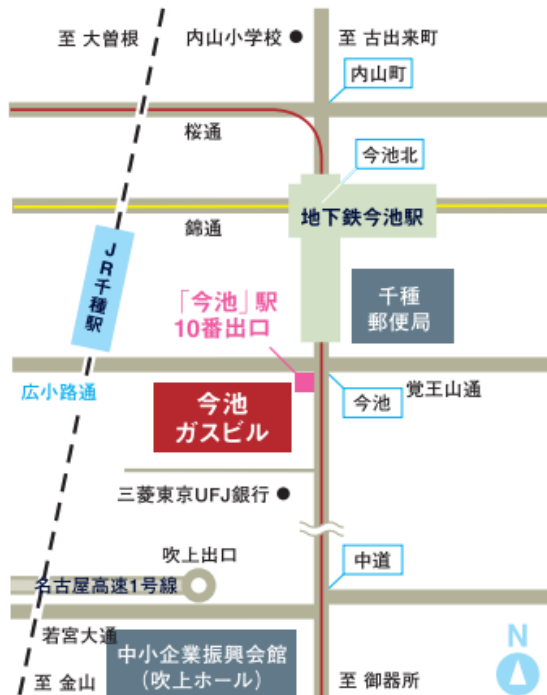 至 大曽根
内山小学校
至 古出来町
内山町
桜通
今池北
地下鉄今池駅
錦通
JR千種駅
千種
郵便局
「今池」駅
10番出口
広小路通
今池
ガスビル
今池
覚王山通
三菱東京UFJ銀行
吹上出口
中道
名古屋高速1号線
若宮大通
中小企業振興会館
(吹上ホール)
至 金山
至 御器所
N